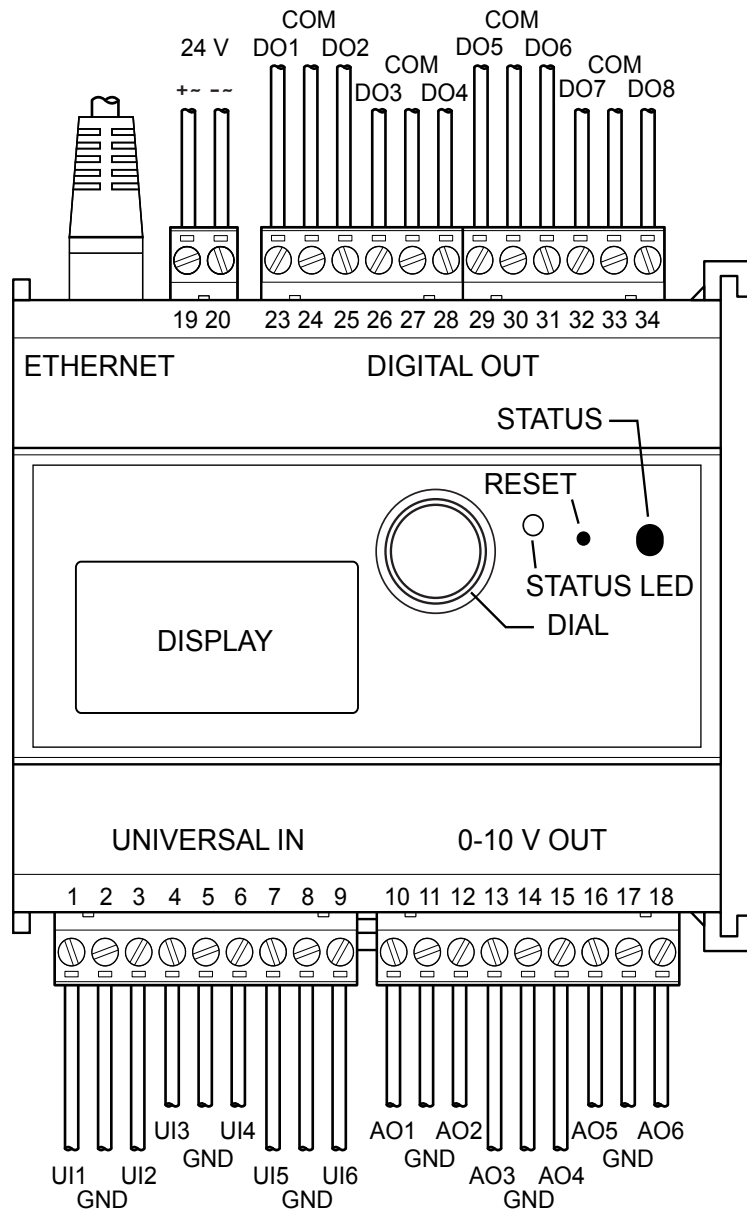 COM COM
24 V DO1 DO2 DO5 DO6
COM COM
+~ -~ DO3 DO4 DO7 DO8
19 20 23 24 25 26 27 28 29 30 31 32 33 34
ETHERNET DIGITAL OUT
STATUS
RESET
STATUS LED
DIAL
DISPLAY
UNIVERSAL IN 0-10 V OUT
1 2 3 4 5 6 7 8 9 10 11 12 13 14 15 16 17 18
UI3 UI4 AO1 AO2 AO5 AO6
GND GND GND
UI1 UI2 UI5 UI6 AO3 AO4
GND GND GND